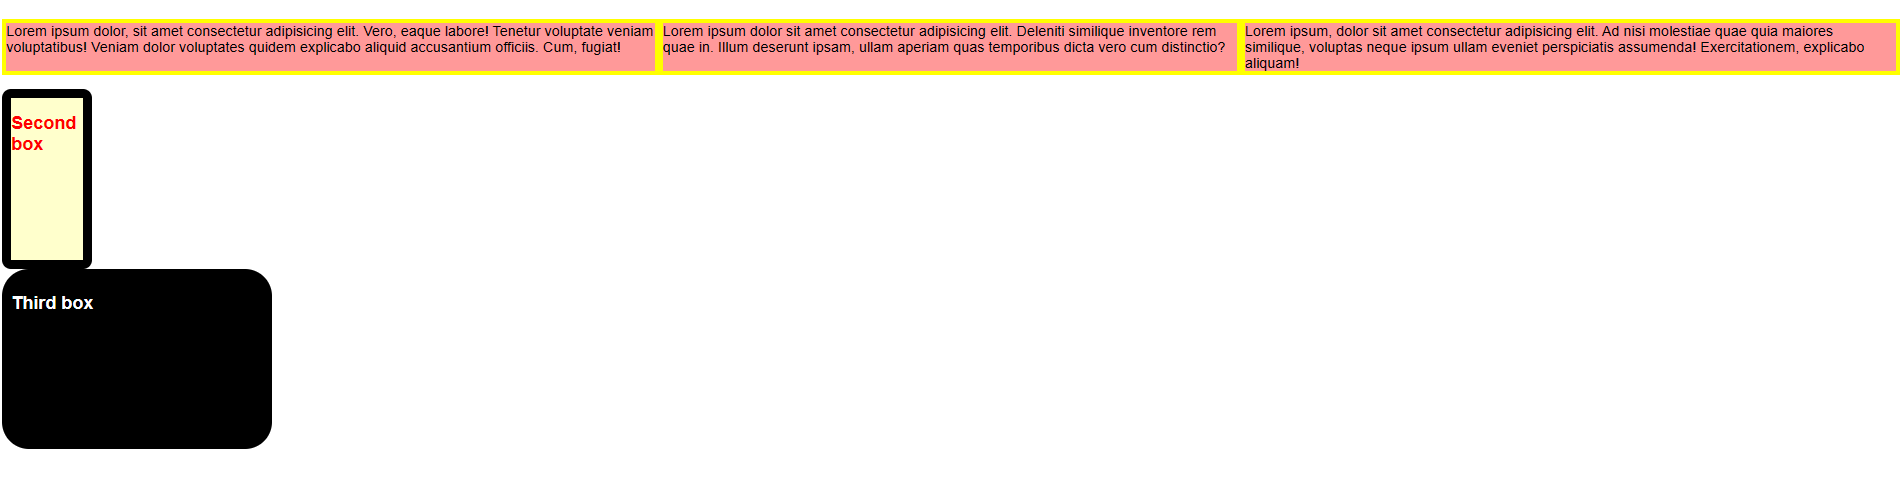 Lorem ipsum dolor, sit amet consectetur adipisicing elit. Vero, eaque labore! Tenetur voluptate veniam
voluptatibus! Veniam dolor voluptates quidem explicabo aliquid accusantium officiis. Cum, fugiat!
Lorem ipsum dolor sit amet consectetur adipisicing elit. Deleniti similique inventore rem
quae in. Illum deserunt ipsam, ullam aperiam quas temporibus dicta vero cum distinctio?
Lorem ipsum, dolor sit amet consectetur adipisicing elit. Ad nisi molestiae quae quia maiores
similique, voluptas neque ipsum ullam eveniet perspiciatis assumenda! Exercitationem, explicabo
aliquam!
Second
box
Third box